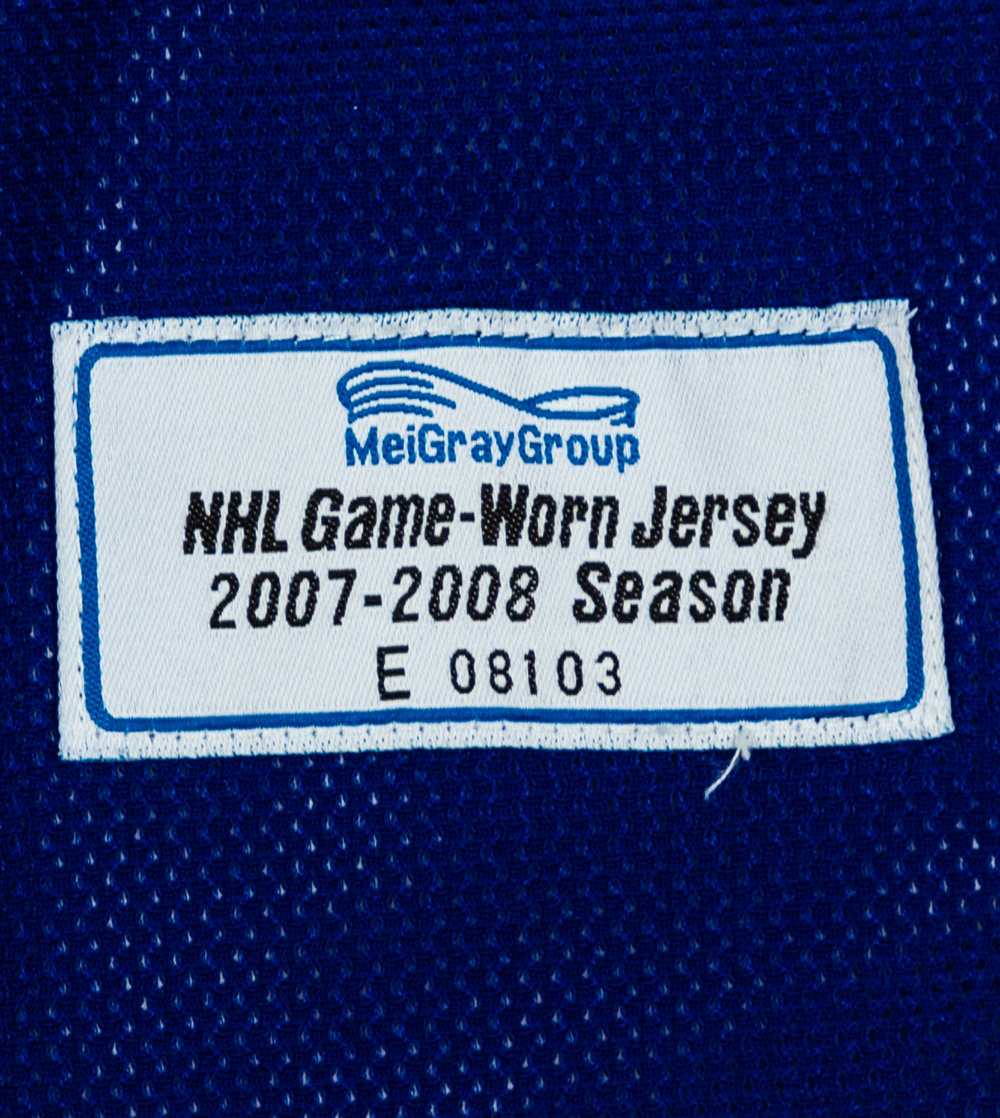 MeiGrayGroup
NHL Game-Worn Jersey
2007-2008 Season
E 08103